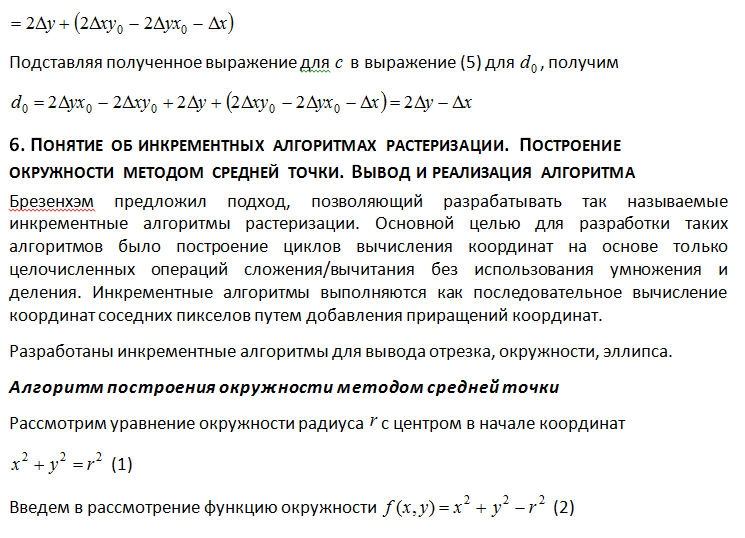 = 2Δy + (2Δxy₀ − 2Δyx₀ − Δx)
Подставляя полученное выражение для c в выражение (5) для d₀, получим
d₀ = 2Δyx₀ − 2Δxy₀ + 2Δy + (2Δxy₀ − 2Δyx₀ − Δx) = 2Δy − Δx
6. Понятие об инкрементных алгоритмах растеризации. Построение
окружности методом средней точки. Вывод и реализация алгоритма
Брезенхэм предложил подход, позволяющий разрабатывать так называемые
инкрементные алгоритмы растеризации. Основной целью для разработки таких
алгоритмов было построение циклов вычисления координат на основе только
целочисленных операций сложения/вычитания без использования умножения и
деления. Инкрементные алгоритмы выполняются как последовательное вычисление
координат соседних пикселов путем добавления приращений координат.
Разработаны инкрементные алгоритмы для вывода отрезка, окружности, эллипса.
Алгоритм построения окружности методом средней точки
Рассмотрим уравнение окружности радиуса r с центром в начале координат
x² + y² = r² (1)
Введем в рассмотрение функцию окружности f(x, y) = x² + y² − r² (2)